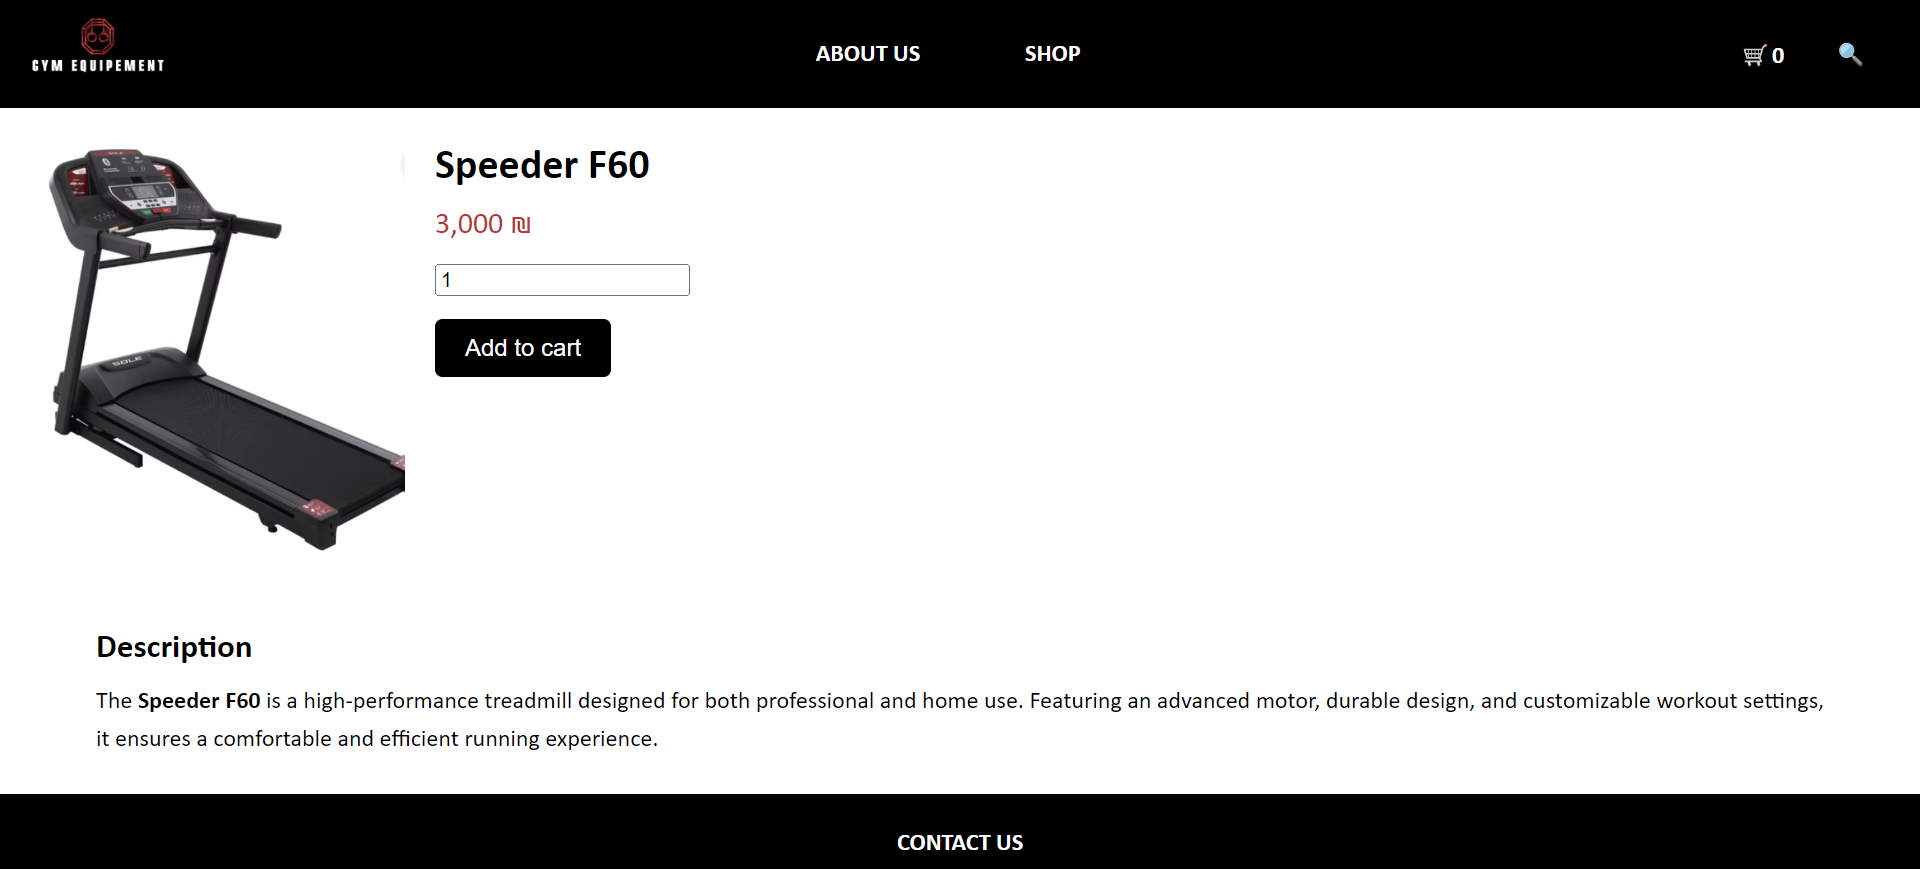 GYM EQUIPEMENT
ABOUT US
SHOP
0
SOLE
Speeder F60
3,000 ₪
1
Add to cart
Description
The Speeder F60 is a high-performance treadmill designed for both professional and home use. Featuring an advanced motor, durable design, and customizable workout settings,
it ensures a comfortable and efficient running experience.
CONTACT US